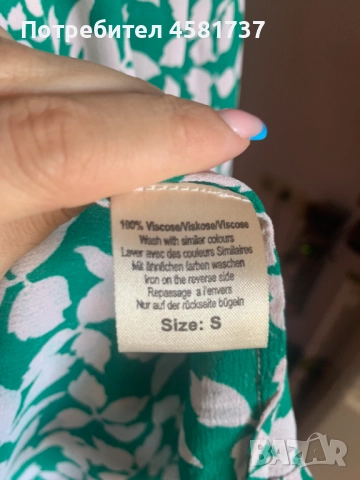 Потребител 4581737
100% Viscose/Viskose/Viscose
Wash with similar colours
Laver avec des couleurs Similaires
Mit ähnlichen farben waschen
Iron on the reverse side
Repassage a l'envers
Nur auf der rückseite bügeln
Size: S
BAZAR